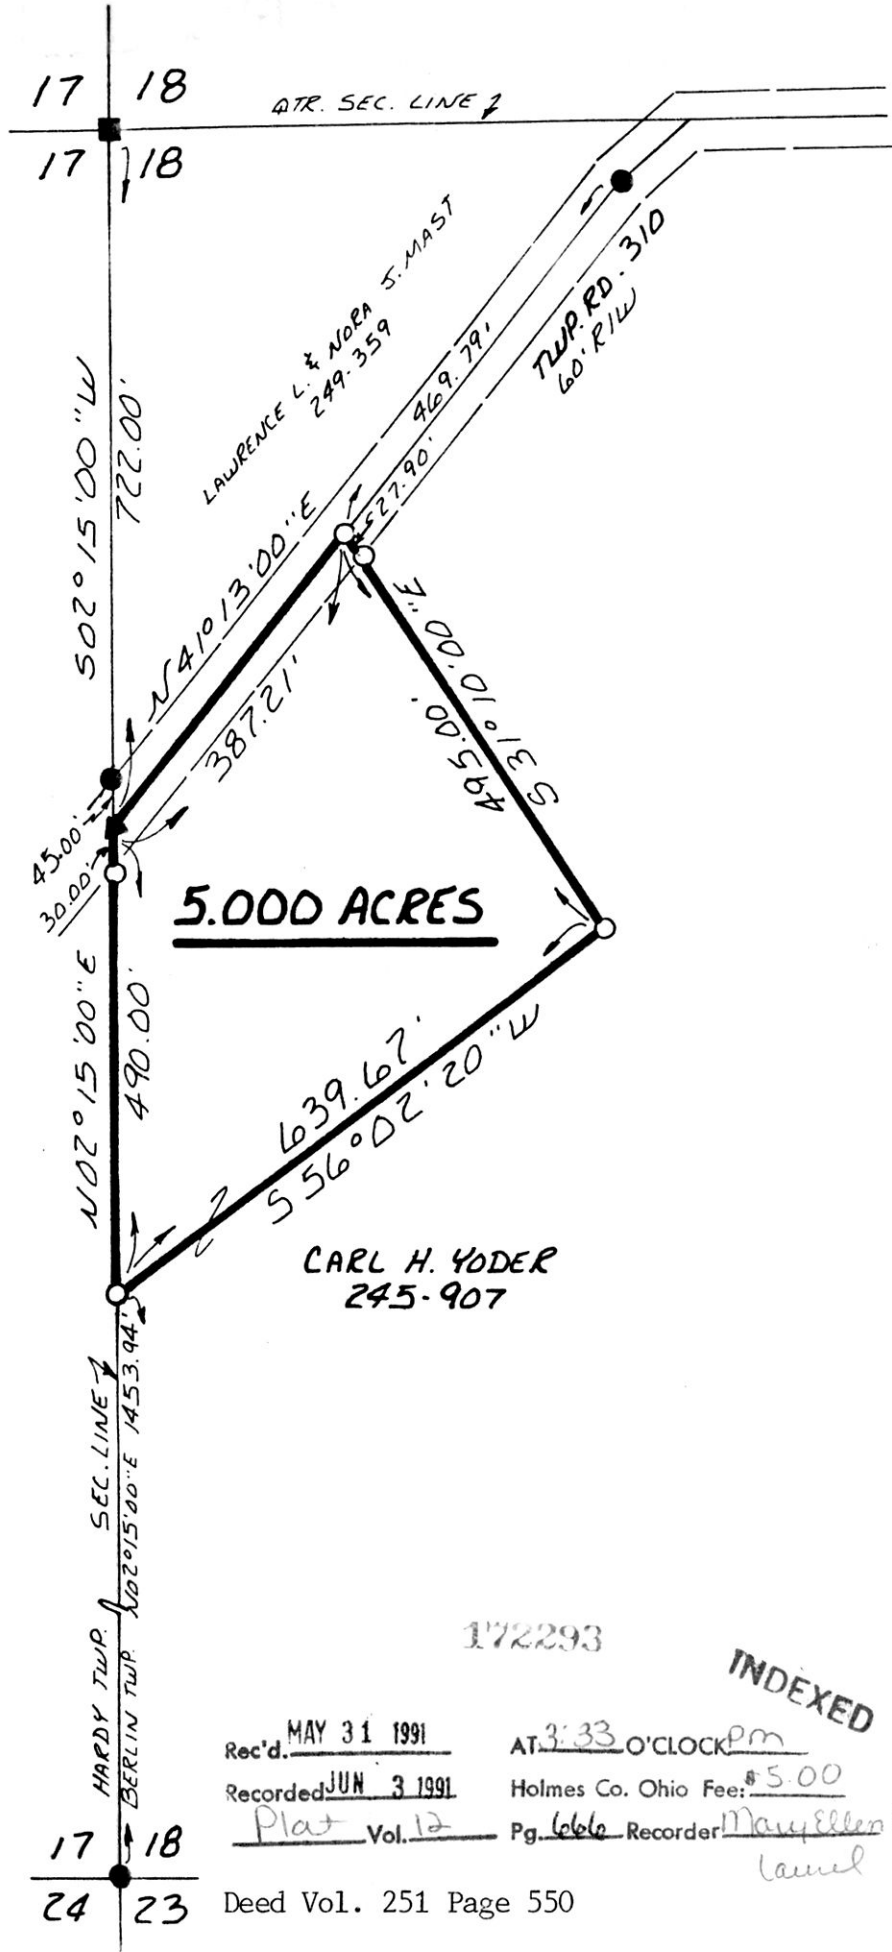 17 18
QTR. SEC. LINE
17 18
LAWRENCE L. & NORA J. MAST
249-359
TWP. RD. 310
60' R/W
S02°15'00"W
722.00'
469.79'
27.90'
N41°13'00"E
387.21'
S 31°10'00"E
495.00'
45.00'
30.00'
5.000 ACRES
N02°15'00"E
490.00'
639.67'
S 56°02'20"W
CARL H. YODER
245-907
SEC. LINE
N02°15'00"E 1453.94'
HARDY TWP.
BERLIN TWP.
172293
INDEXED
Rec'd. MAY 31 1991 AT 3:33 O'CLOCK PM
Recorded JUN 3 1991 Holmes Co. Ohio Fee: $5.00
Plat Vol. 12 Pg. 666 Recorder Mary Ellen
17 18
24 23
Deed Vol. 251 Page 550